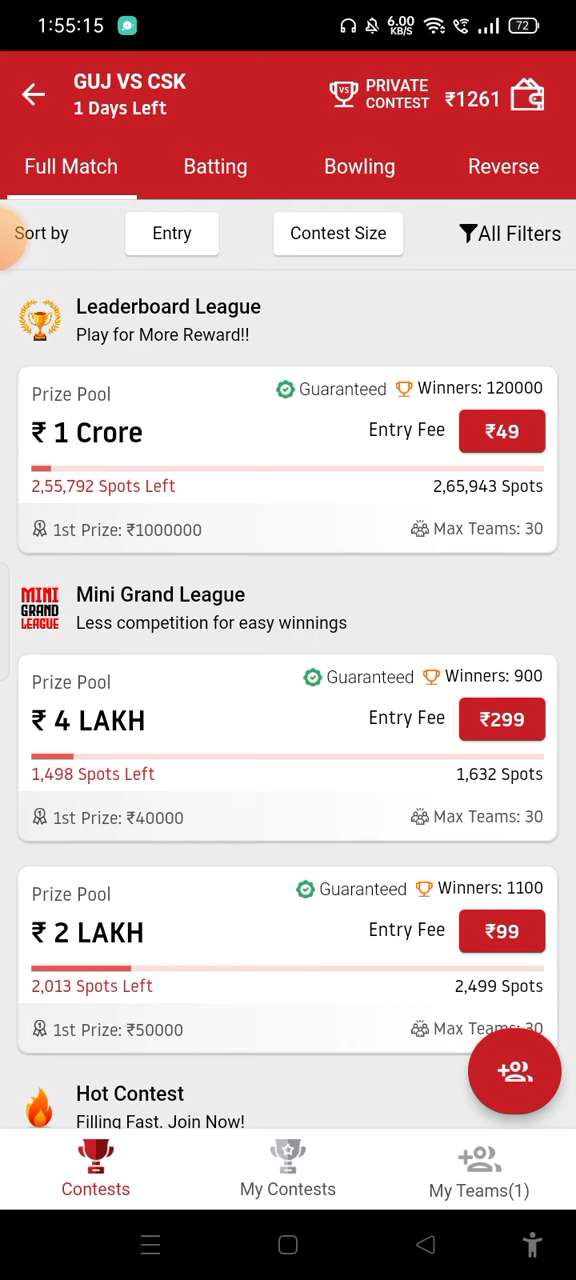 1:55:15
6.00 KB/S
72
GUJ VS CSK
1 Days Left
VS
PRIVATE CONTEST
₹1261
Full Match Batting Bowling Reverse
Sort by Entry Contest Size All Filters
Leaderboard League
Play for More Reward!!
Prize Pool Guaranteed Winners: 120000
₹ 1 Crore Entry Fee ₹49
2,55,792 Spots Left 2,65,943 Spots
1st Prize: ₹1000000 Max Teams: 30
MINI GRAND LEAGUE
Mini Grand League
Less competition for easy winnings
Prize Pool Guaranteed Winners: 900
₹ 4 LAKH Entry Fee ₹299
1,498 Spots Left 1,632 Spots
1st Prize: ₹40000 Max Teams: 30
Prize Pool Guaranteed Winners: 1100
₹ 2 LAKH Entry Fee ₹99
2,013 Spots Left 2,499 Spots
1st Prize: ₹50000 Max Teams: 30
Hot Contest
Filling Fast. Join Now!
Contests My Contests My Teams(1)